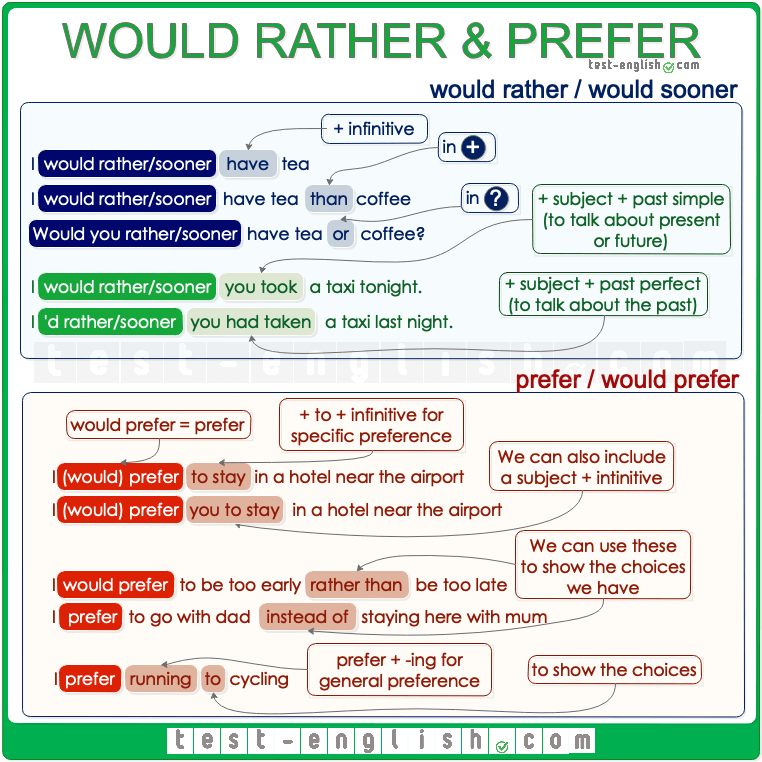 WOULD RATHER & PREFER
test-english.com
would rather / would sooner
+ infinitive
in +
I would rather/sooner have tea
I would rather/sooner have tea than coffee
in ?
Would you rather/sooner have tea or coffee?
+ subject + past simple
(to talk about present
or future)
I would rather/sooner you took a taxi tonight.
+ subject + past perfect
(to talk about the past)
I 'd rather/sooner you had taken a taxi last night.
test-english.com
prefer / would prefer
would prefer = prefer
+ to + infinitive for
specific preference
I (would) prefer to stay in a hotel near the airport
We can also include
a subject + intinitive
I (would) prefer you to stay in a hotel near the airport
We can use these
to show the choices
we have
I would prefer to be too early rather than be too late
I prefer to go with dad instead of staying here with mum
prefer + -ing for
general preference
to show the choices
I prefer running to cycling
test-english.com